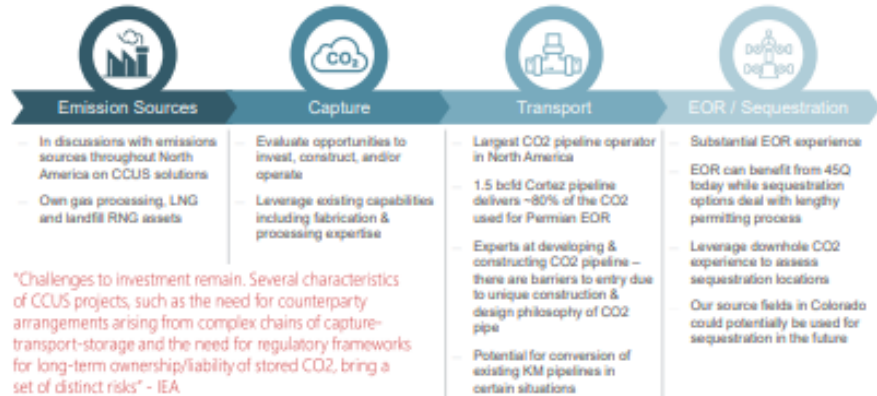 CO₂
Emission Sources
Capture
Transport
EOR / Sequestration
In discussions with emissions
sources throughout North
America on CCUS solutions
Own gas processing, LNG
and landfill RNG assets
Evaluate opportunities to
invest, construct, and/or
operate
Leverage existing capabilities
including fabrication &
processing expertise
Largest CO2 pipeline operator
in North America
1.5 bcfd Cortez pipeline
delivers ~80% of the CO2
used for Permian EOR
Experts at developing &
constructing CO2 pipeline –
there are barriers to entry due
to unique construction &
design philosophy of CO2
pipe
Potential for conversion of
existing KM pipelines in
certain situations
Substantial EOR experience
EOR can benefit from 45Q
today while sequestration
options deal with lengthy
permitting process
Leverage downhole CO2
experience to assess
sequestration locations
Our source fields in Colorado
could potentially be used for
sequestration in the future
"Challenges to investment remain. Several characteristics
of CCUS projects, such as the need for counterparty
arrangements arising from complex chains of capture-
transport-storage and the need for regulatory frameworks
for long-term ownership/liability of stored CO2, bring a
set of distinct risks" - IEA